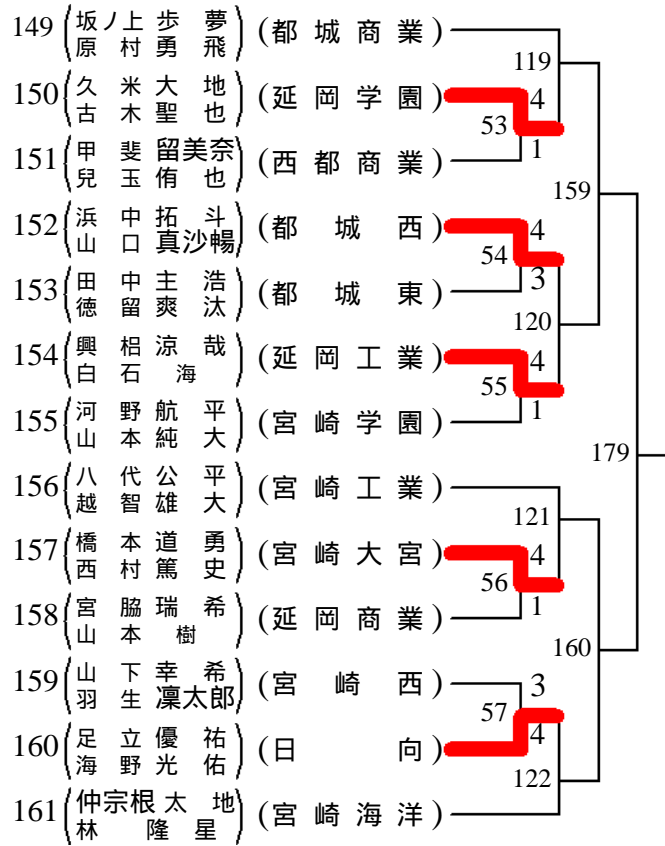 149 坂ノ上 歩夢 (都城商業)
原村 勇飛
119
150 久米 大地 (延岡学園) 4
古木 聖也
53
1
151 甲斐 留美奈 (西都商業)
兒玉 侑也
159
152 浜中 拓斗 (都城西) 4
山口 真沙暢
54
3
153 田中 主浩 (都城東)
徳留 爽汰
120
154 興梠 涼哉 (延岡工業) 4
白石 海
55
1
155 河野 航平 (宮崎学園)
山本 純大
179
156 八代 公平 (宮崎工業)
越智 雄大
121
157 橋本 道勇 (宮崎大宮) 4
西村 篤史
56
1
158 宮脇 瑞希 (延岡商業)
山本 樹
160
159 山下 幸希 (宮崎西) 3
羽生 凜太郎
57
4
160 足立 優祐 (日向)
海野 光佑
122
161 仲宗根 太地 (宮崎海洋)
林 隆星